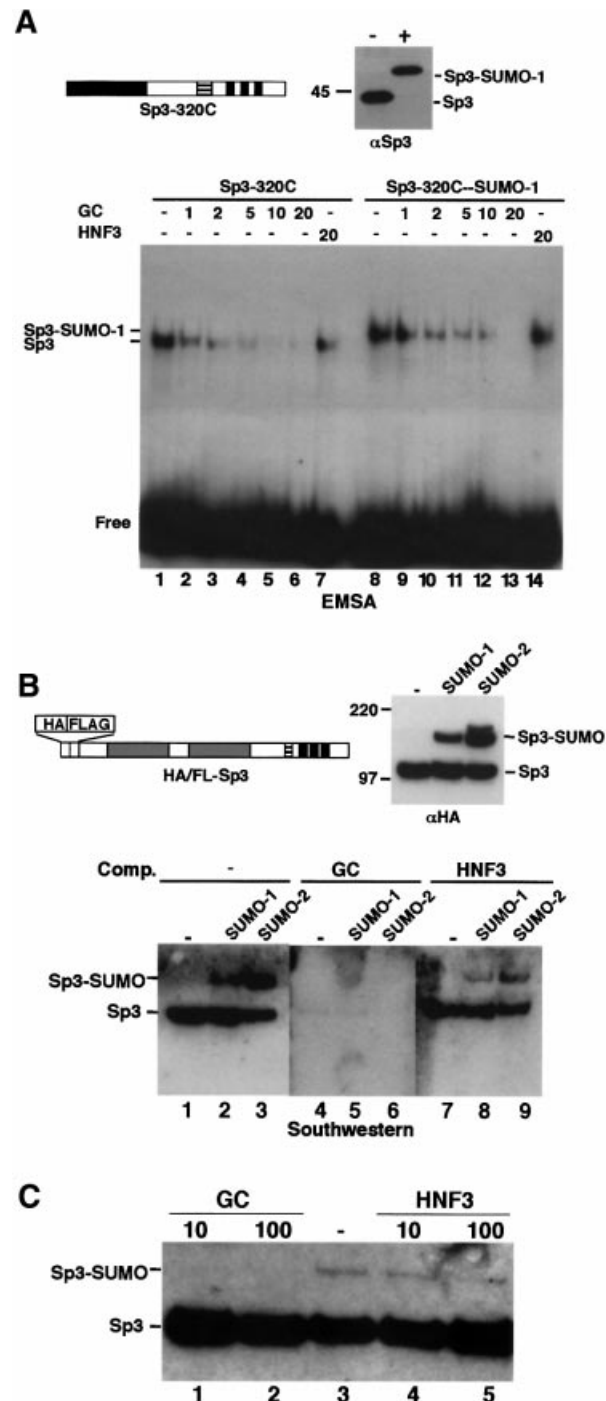 A
- +
Sp3-SUMO-1
45
Sp3
Sp3-320C
αSp3
Sp3-320C Sp3-320C--SUMO-1
GC - 1 2 5 10 20 - - 1 2 5 10 20 -
HNF3 - - - - - - 20 - - - - - - 20
Sp3-SUMO-1
Sp3
Free
1 2 3 4 5 6 7 8 9 10 11 12 13 14
EMSA
B
- SUMO-1 SUMO-2
HA FLAG
220
Sp3-SUMO
97
Sp3
HA/FL-Sp3
αHA
Comp. - GC HNF3
- SUMO-1 SUMO-2 - SUMO-1 SUMO-2 - SUMO-1 SUMO-2
Sp3-SUMO
Sp3
1 2 3 4 5 6 7 8 9
Southwestern
C
GC HNF3
10 100 - 10 100
Sp3-SUMO
Sp3
1 2 3 4 5